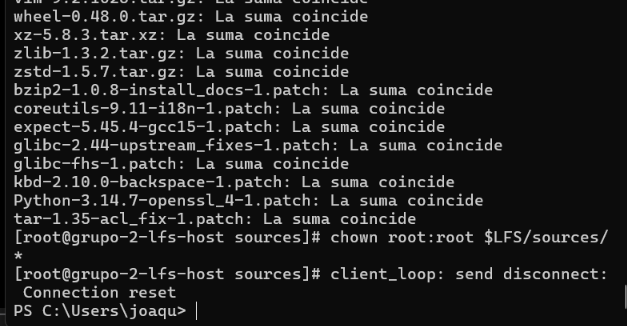 vim-9.2.1028.tar.gz: La suma coincide
wheel-0.48.0.tar.gz: La suma coincide
xz-5.8.3.tar.xz: La suma coincide
zlib-1.3.2.tar.gz: La suma coincide
zstd-1.5.7.tar.gz: La suma coincide
bzip2-1.0.8-install_docs-1.patch: La suma coincide
coreutils-9.11-i18n-1.patch: La suma coincide
expect-5.45.4-gcc15-1.patch: La suma coincide
glibc-2.44-upstream_fixes-1.patch: La suma coincide
glibc-fhs-1.patch: La suma coincide
kbd-2.10.0-backspace-1.patch: La suma coincide
Python-3.14.7-openssl_4-1.patch: La suma coincide
tar-1.35-acl_fix-1.patch: La suma coincide
[root@grupo-2-lfs-host sources]# chown root:root $LFS/sources/
*
[root@grupo-2-lfs-host sources]# client_loop: send disconnect:
 Connection reset
PS C:\Users\joaqu>